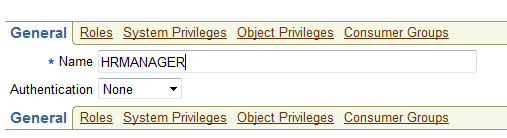 General Roles System Privileges Object Privileges Consumer Groups
* Name HRMANAGER
Authentication None
General Roles System Privileges Object Privileges Consumer Groups